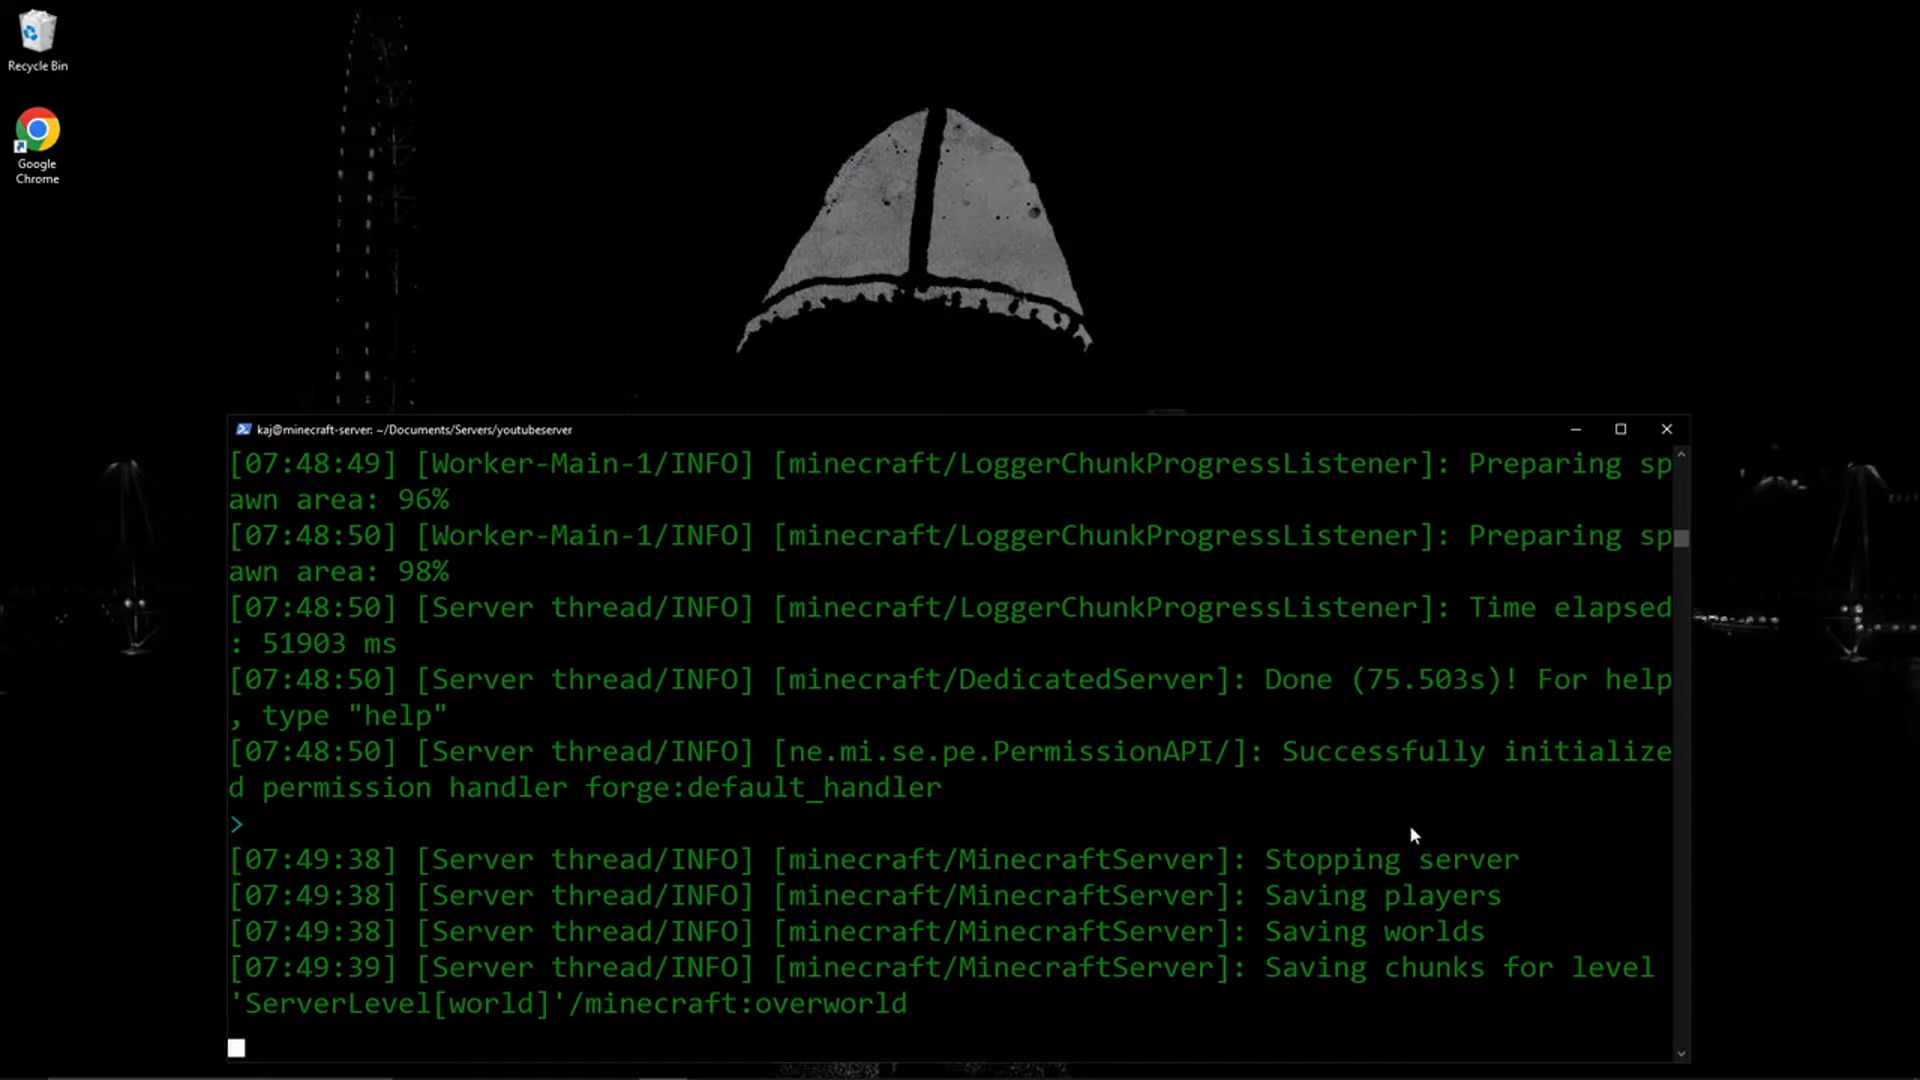 Recycle Bin
Google
Chrome
kaj@minecraft-server: ~/Documents/Servers/youtubeserver
[07:48:49] [Worker-Main-1/INFO] [minecraft/LoggerChunkProgressListener]: Preparing sp
awn area: 96%
[07:48:50] [Worker-Main-1/INFO] [minecraft/LoggerChunkProgressListener]: Preparing sp
awn area: 98%
[07:48:50] [Server thread/INFO] [minecraft/LoggerChunkProgressListener]: Time elapsed
: 51903 ms
[07:48:50] [Server thread/INFO] [minecraft/DedicatedServer]: Done (75.503s)! For help
, type "help"
[07:48:50] [Server thread/INFO] [ne.mi.se.pe.PermissionAPI/]: Successfully initialize
d permission handler forge:default_handler
>
[07:49:38] [Server thread/INFO] [minecraft/MinecraftServer]: Stopping server
[07:49:38] [Server thread/INFO] [minecraft/MinecraftServer]: Saving players
[07:49:38] [Server thread/INFO] [minecraft/MinecraftServer]: Saving worlds
[07:49:39] [Server thread/INFO] [minecraft/MinecraftServer]: Saving chunks for level
'ServerLevel[world]'/minecraft:overworld